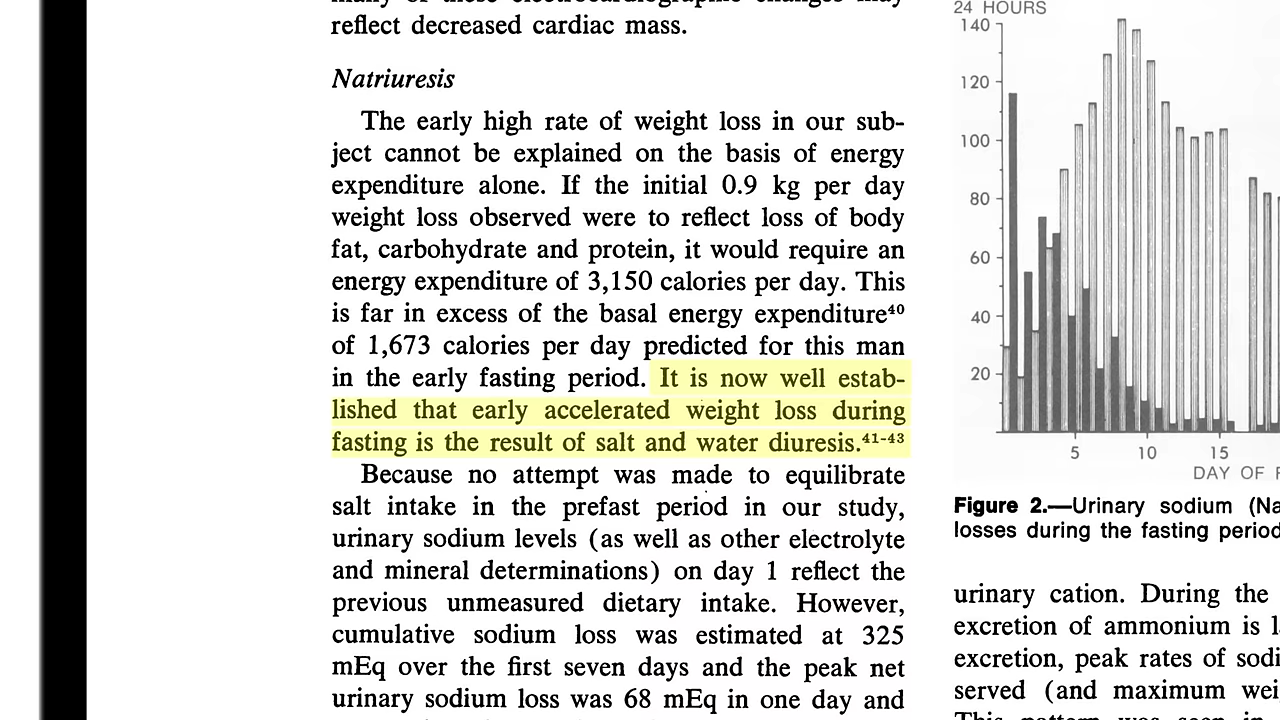 reflect decreased cardiac mass.
Natriuresis
The early high rate of weight loss in our sub-
ject cannot be explained on the basis of energy
expenditure alone. If the initial 0.9 kg per day
weight loss observed were to reflect loss of body
fat, carbohydrate and protein, it would require an
energy expenditure of 3,150 calories per day. This
is far in excess of the basal energy expenditure⁴⁰
of 1,673 calories per day predicted for this man
in the early fasting period. It is now well estab-
lished that early accelerated weight loss during
fasting is the result of salt and water diuresis.⁴¹⁻⁴³
Because no attempt was made to equilibrate
salt intake in the prefast period in our study,
urinary sodium levels (as well as other electrolyte
and mineral determinations) on day 1 reflect the
previous unmeasured dietary intake. However,
cumulative sodium loss was estimated at 325
mEq over the first seven days and the peak net
urinary sodium loss was 68 mEq in one day and
24 HOURS
140
120
100
80
60
40
20
5 10 15
DAY OF
Figure 2.—Urinary sodium (Na
losses during the fasting period
urinary cation. During the
excretion of ammonium is
excretion, peak rates of sodi
served (and maximum wei